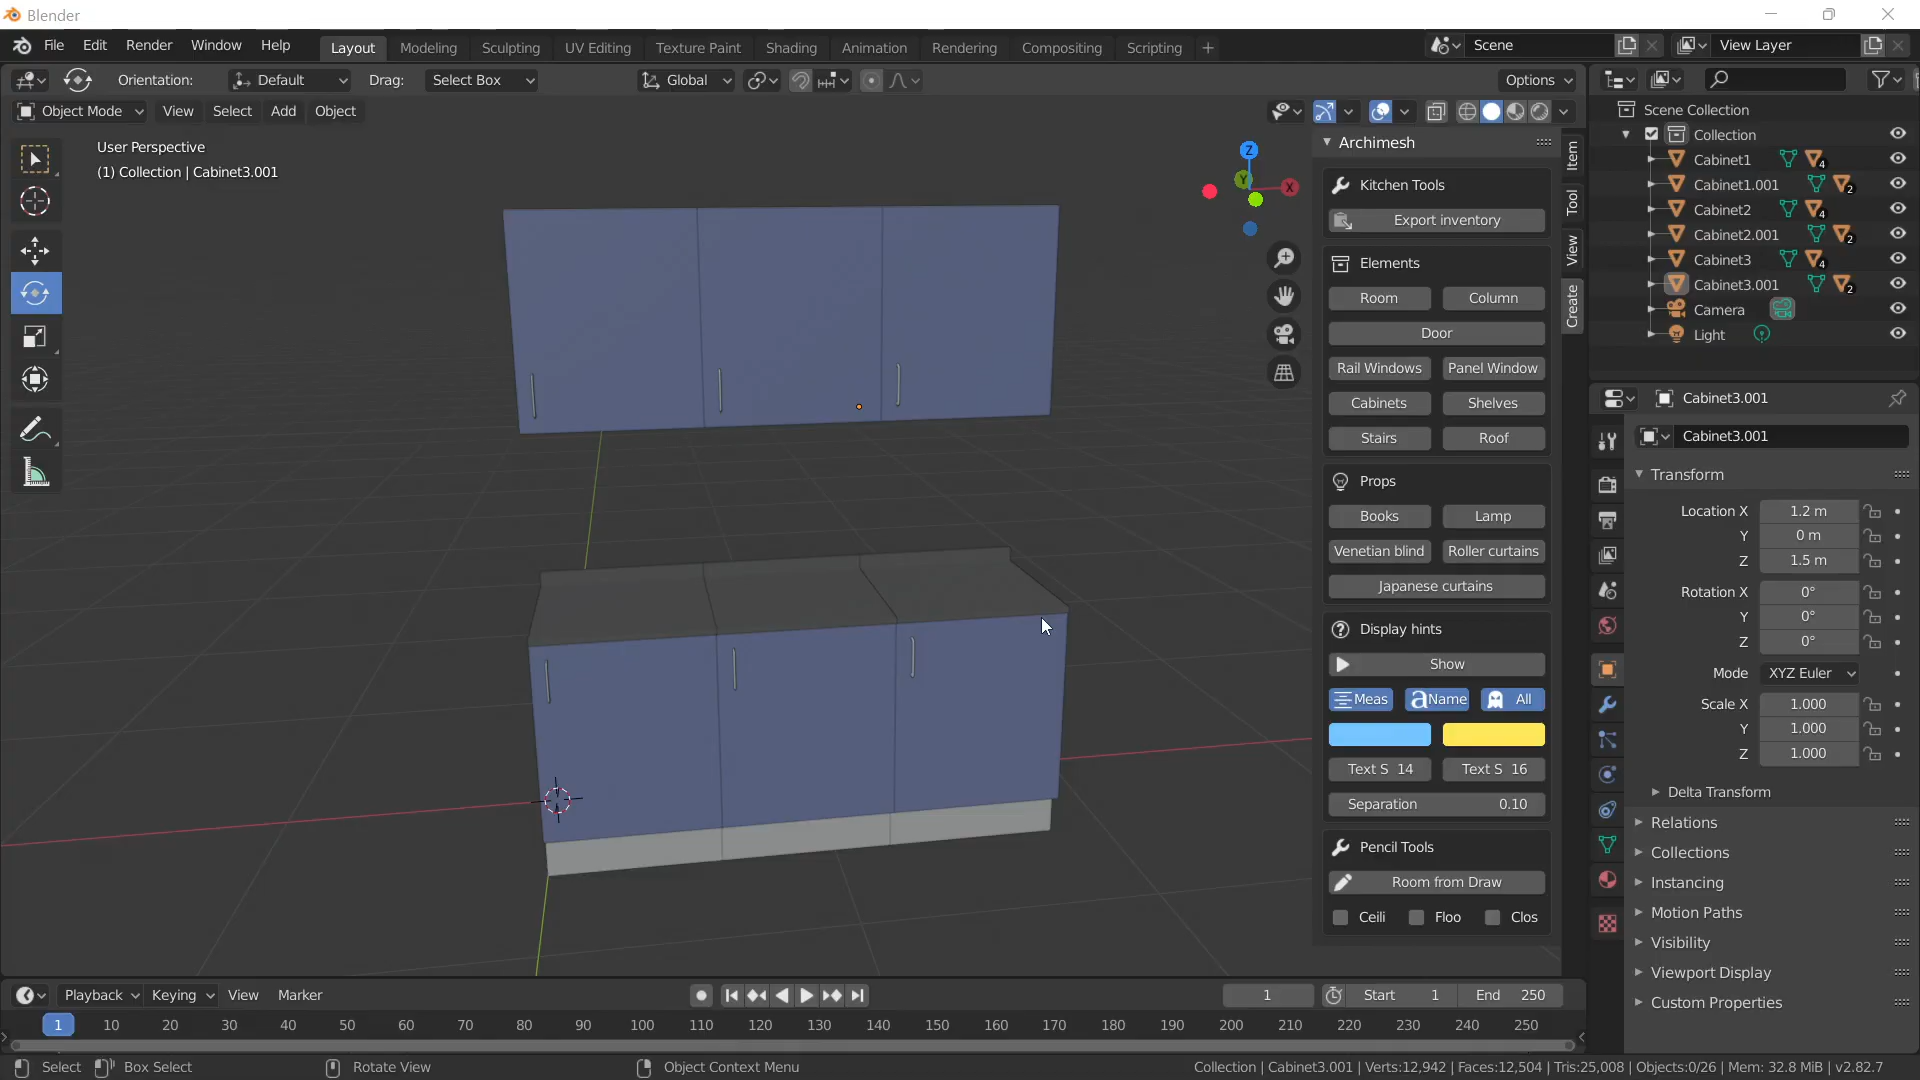 Blender
File Edit Render Window Help Layout Modeling Sculpting UV Editing Texture Paint Shading Animation Rendering Compositing Scripting + Scene View Layer
Orientation: Default Drag: Select Box Global Options
Object Mode View Select Add Object
User Perspective
(1) Collection | Cabinet3.001
Z
Y
X
Archimesh
Kitchen Tools
Export inventory
Elements
Room Column
Door
Rail Windows Panel Window
Cabinets Shelves
Stairs Roof
Props
Books Lamp
Venetian blind Roller curtains
Japanese curtains
Display hints
Show
Meas aName All
Text S 14 Text S 16
Separation 0.10
Pencil Tools
Room from Draw
Ceili Floo Clos
Item
Tool
View
Create
Scene Collection
Collection
Cabinet1 4
Cabinet1.001 2
Cabinet2 4
Cabinet2.001 2
Cabinet3 4
Cabinet3.001 2
Camera
Light
Cabinet3.001
Cabinet3.001
Transform
Location X 1.2 m
Y 0 m
Z 1.5 m
Rotation X 0°
Y 0°
Z 0°
Mode XYZ Euler
Scale X 1.000
Y 1.000
Z 1.000
Delta Transform
Relations
Collections
Instancing
Motion Paths
Visibility
Viewport Display
Custom Properties
Playback Keying View Marker 1 Start 1 End 250
1 10 20 30 40 50 60 70 80 90 100 110 120 130 140 150 160 170 180 190 200 210 220 230 240 250
Select Box Select Rotate View Object Context Menu Collection | Cabinet3.001 | Verts:12,942 | Faces:12,504 | Tris:25,008 | Objects:0/26 | Mem: 32.8 MiB | v2.82.7